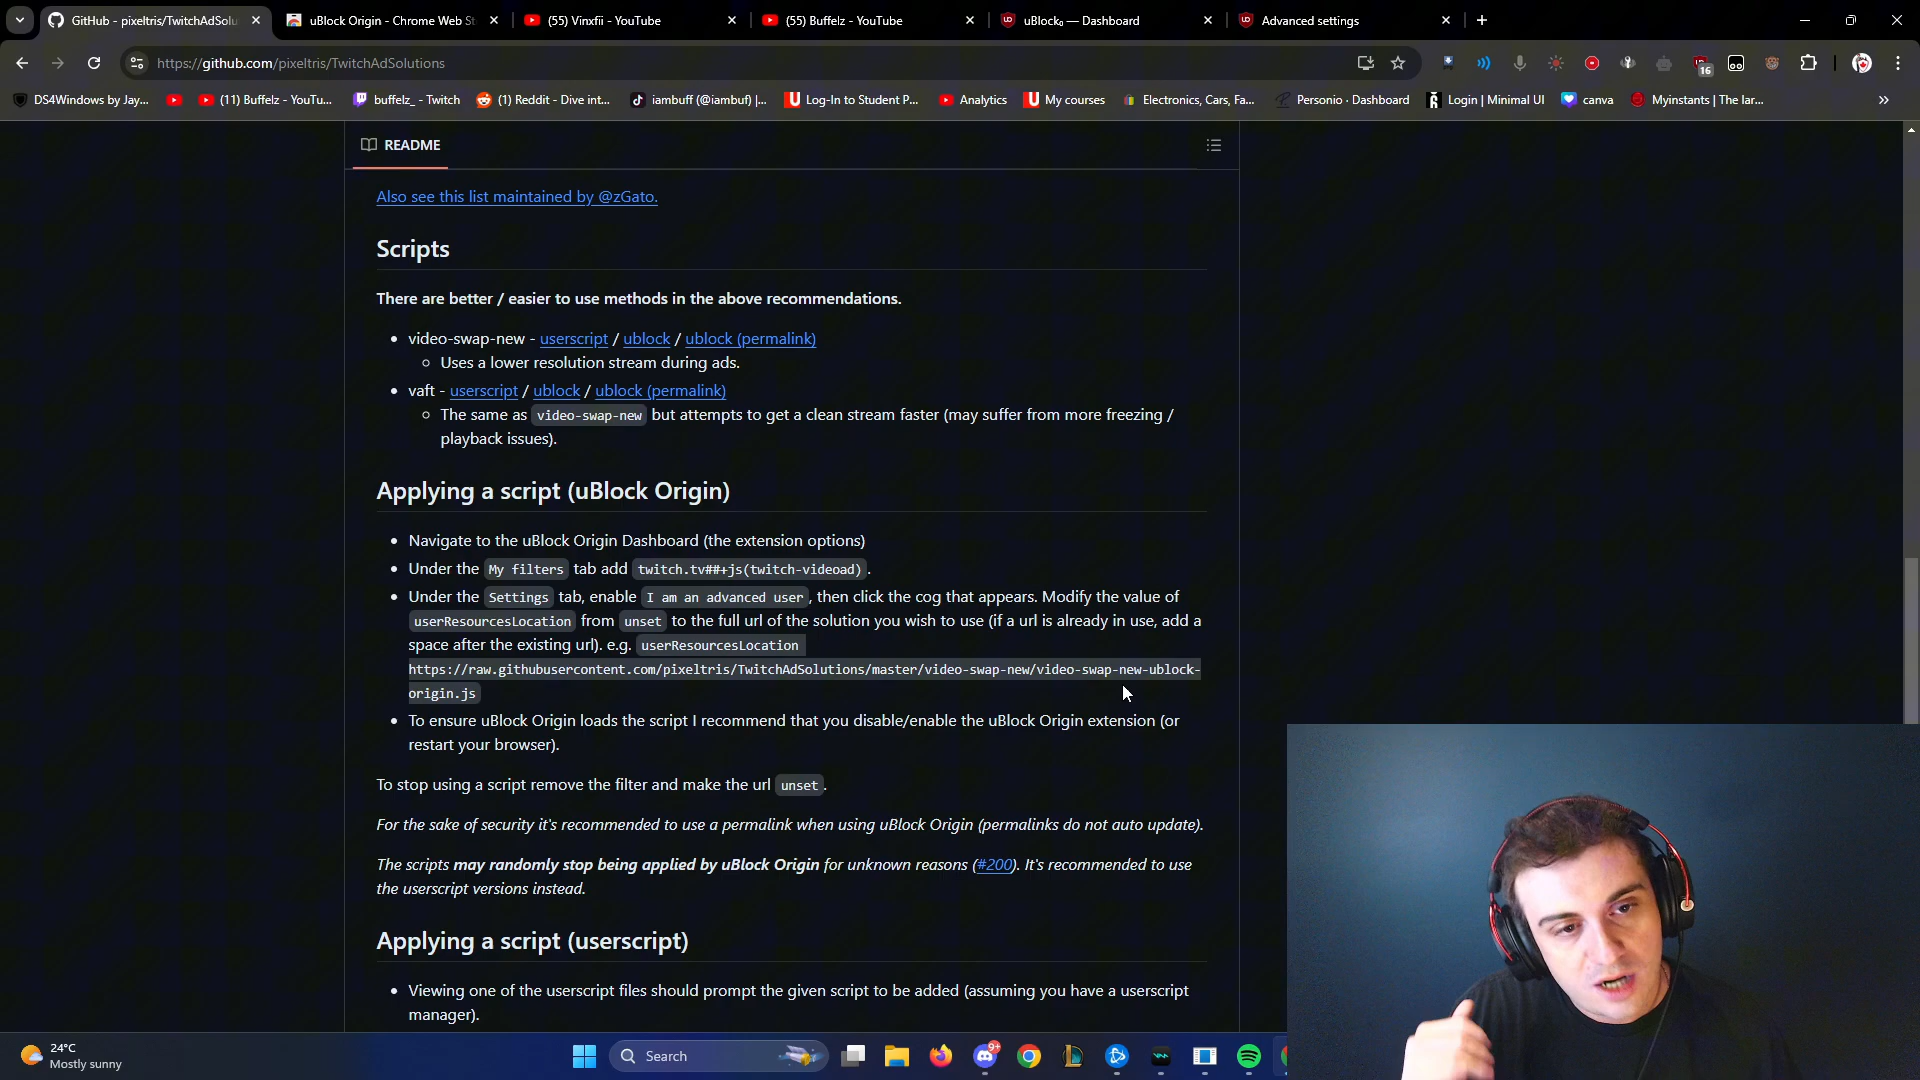 GitHub - pixeltris/TwitchAdSolu
uBlock Origin - Chrome Web St
(55) Vinxfii - YouTube
(55) Buffelz - YouTube
uBlock₀ — Dashboard
Advanced settings
https://github.com/pixeltris/TwitchAdSolutions
16
DS4Windows by Jay...
(11) Buffelz - YouTu...
buffelz_ - Twitch
(1) Reddit - Dive int...
iambuff (@iambuf) |...
Log-In to Student P...
Analytics
My courses
Electronics, Cars, Fa...
Personio · Dashboard
Login | Minimal UI
canva
Myinstants | The lar...
README
Also see this list maintained by @zGato.
Scripts
There are better / easier to use methods in the above recommendations.
video-swap-new - userscript / ublock / ublock (permalink)
Uses a lower resolution stream during ads.
vaft - userscript / ublock / ublock (permalink)
The same as video-swap-new but attempts to get a clean stream faster (may suffer from more freezing /
playback issues).
Applying a script (uBlock Origin)
Navigate to the uBlock Origin Dashboard (the extension options)
Under the My filters tab add twitch.tv##+js(twitch-videoad).
Under the Settings tab, enable I am an advanced user, then click the cog that appears. Modify the value of
userResourcesLocation from unset to the full url of the solution you wish to use (if a url is already in use, add a
space after the existing url). e.g. userResourcesLocation
https://raw.githubusercontent.com/pixeltris/TwitchAdSolutions/master/video-swap-new/video-swap-new-ublock-
origin.js
To ensure uBlock Origin loads the script I recommend that you disable/enable the uBlock Origin extension (or
restart your browser).
To stop using a script remove the filter and make the url unset.
For the sake of security it's recommended to use a permalink when using uBlock Origin (permalinks do not auto update).
The scripts may randomly stop being applied by uBlock Origin for unknown reasons (#200). It's recommended to use
the userscript versions instead.
Applying a script (userscript)
Viewing one of the userscript files should prompt the given script to be added (assuming you have a userscript
manager).
24°C
Mostly sunny
Search
9+